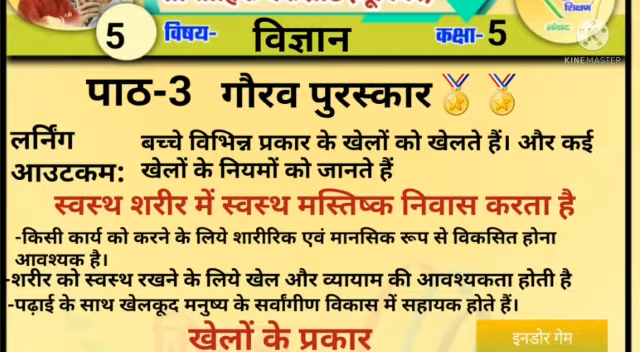 शिक्षण
संवाद
5 विषय- विज्ञान कक्षा- 5
KINEMASTER
पाठ-3 गौरव पुरस्कार
लर्निंग आउटकम: बच्चे विभिन्न प्रकार के खेलों को खेलते हैं। और कई
खेलों के नियमों को जानते हैं
स्वस्थ शरीर में स्वस्थ मस्तिष्क निवास करता है
-किसी कार्य को करने के लिये शारीरिक एवं मानसिक रूप से विकसित होना
आवश्यक है।
-शरीर को स्वस्थ रखने के लिये खेल और व्यायाम की आवश्यकता होती है
-पढ़ाई के साथ खेलकूद मनुष्य के सर्वांगीण विकास में सहायक होते हैं।
खेलों के प्रकार
इनडोर गेम